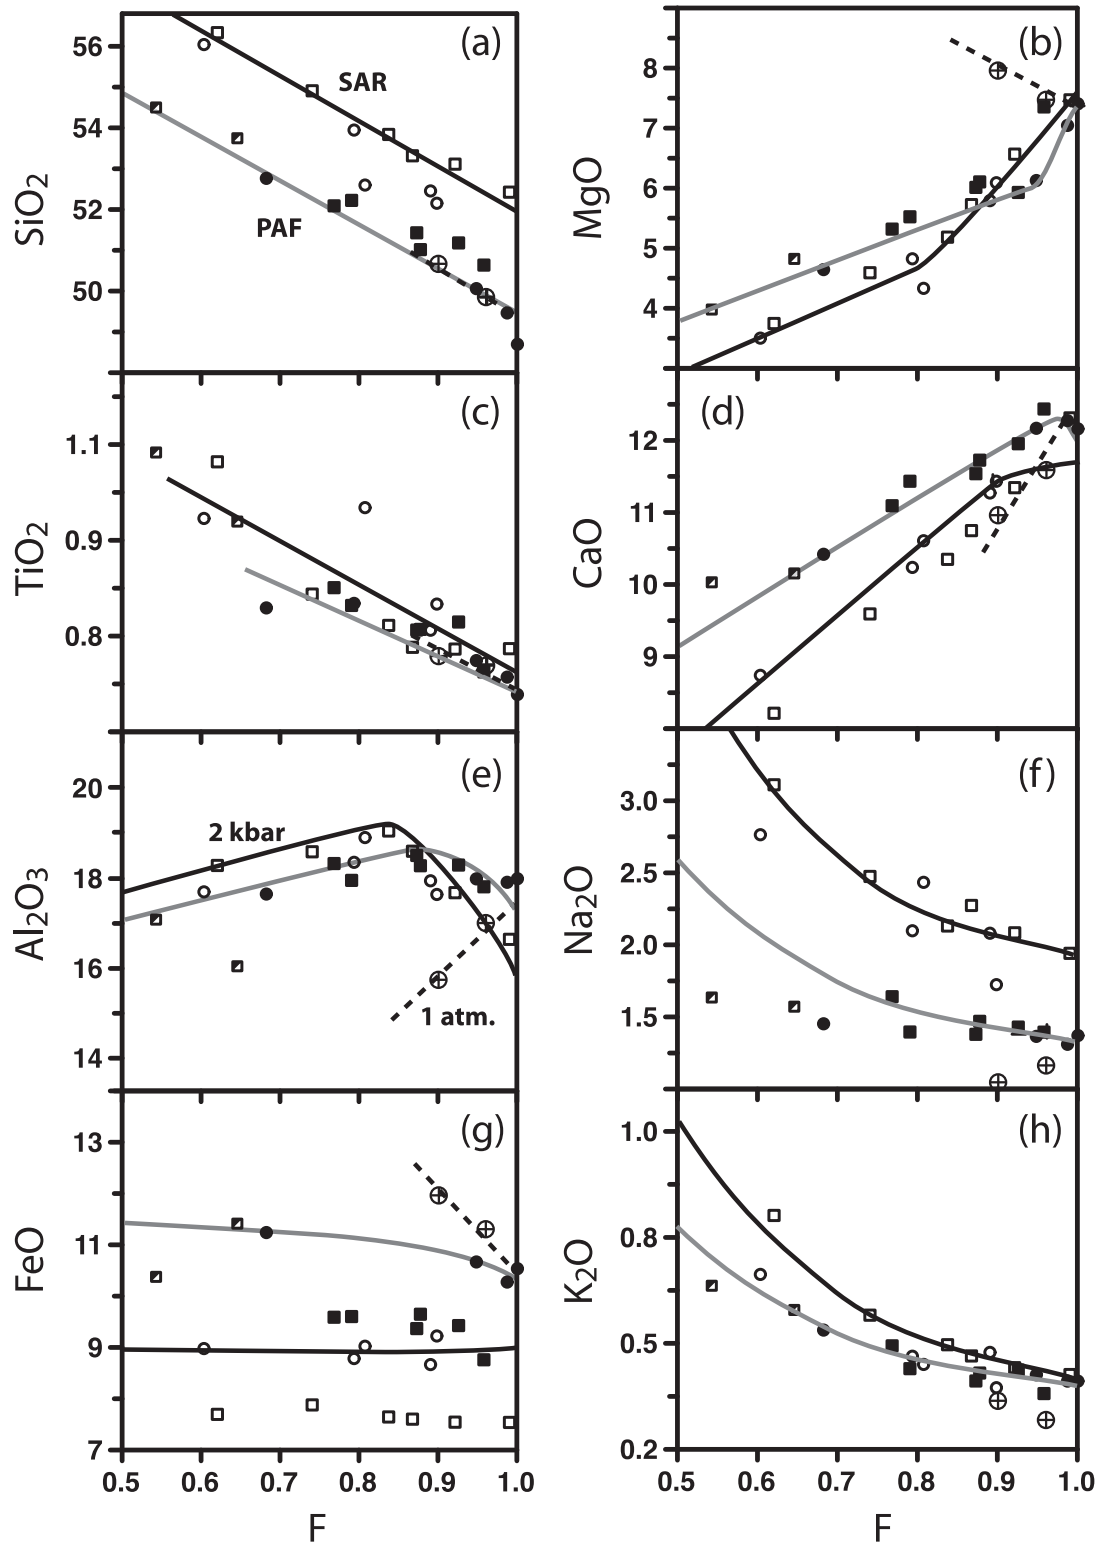 (a)
SAR
PAF
SiO2
56
54
52
50
(b)
MgO
8
7
6
5
4
(c)
TiO2
1.1
0.9
0.8
(d)
CaO
12
11
10
9
(e)
2 kbar
1 atm.
Al2O3
20
18
16
14
(f)
Na2O
3.0
2.5
2.0
1.5
(g)
FeO
13
11
9
7
0.5 0.6 0.7 0.8 0.9 1.0
F
(h)
K2O
1.0
0.8
0.5
0.2
0.5 0.6 0.7 0.8 0.9 1.0
F